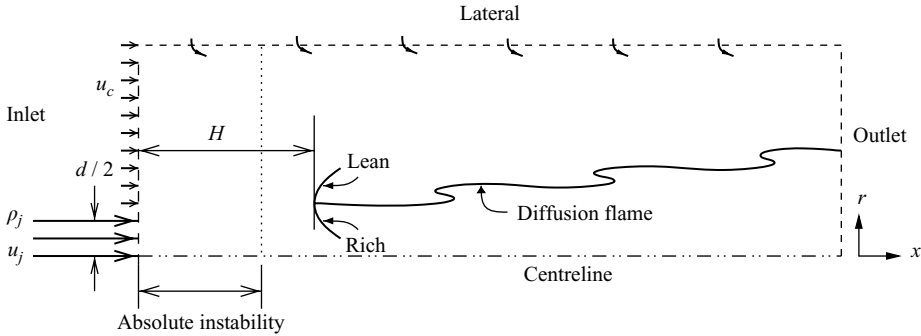 Lateral
u_c
Inlet
H
Outlet
d / 2
Lean
ρ_j
Diffusion flame
r
Rich
u_j
x
Centreline
Absolute instability